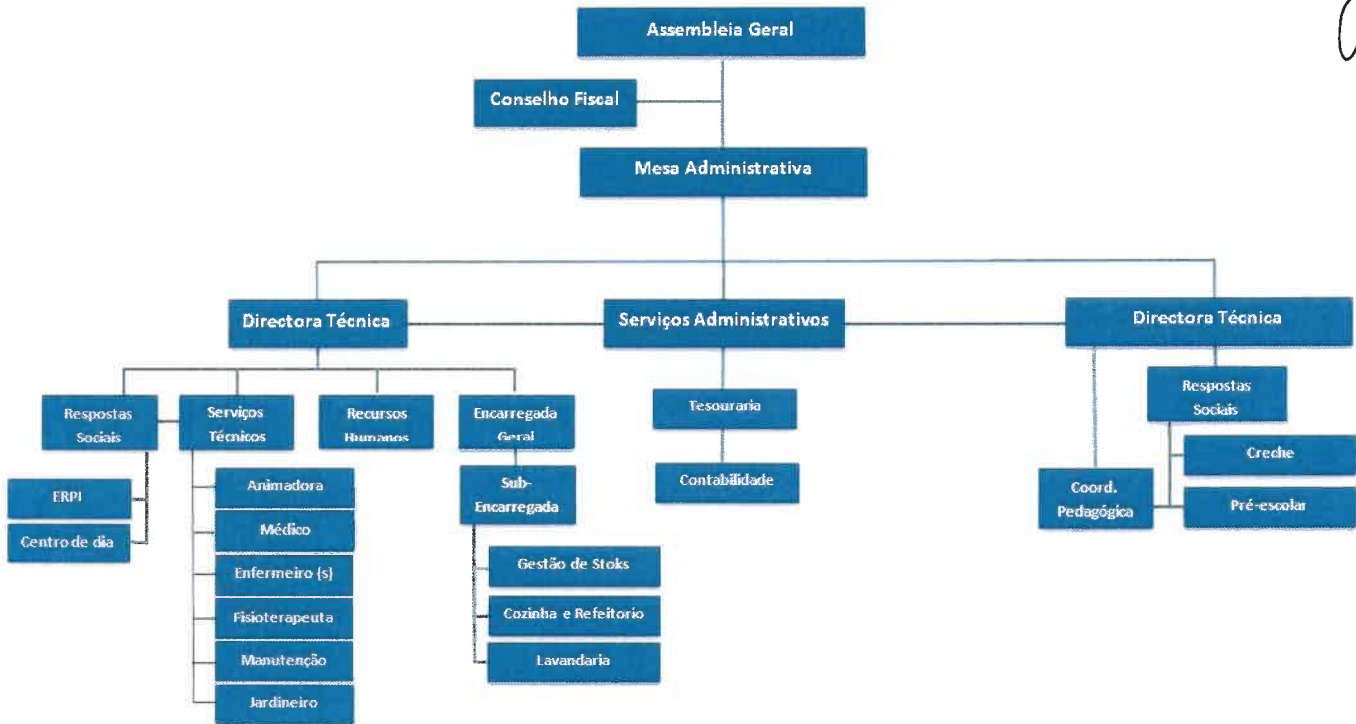 Assembleia Geral
Conselho Fiscal
Mesa Administrativa
Directora Técnica
Serviços Administrativos
Directora Técnica
Respostas
Sociais
Serviços
Técnicos
Recursos
Humanos
Encarregada
Geral
Tesouraria
Respostas
Sociais
ERPI
Centro de dia
Animadora
Médico
Enfermeiro (s)
Fisioterapeuta
Manutenção
Jardineiro
Sub-
Encarregada
Gestão de Stoks
Cozinha e Refeitorio
Lavandaria
Contabilidade
Coord.
Pedagógica
Creche
Pré-escolar